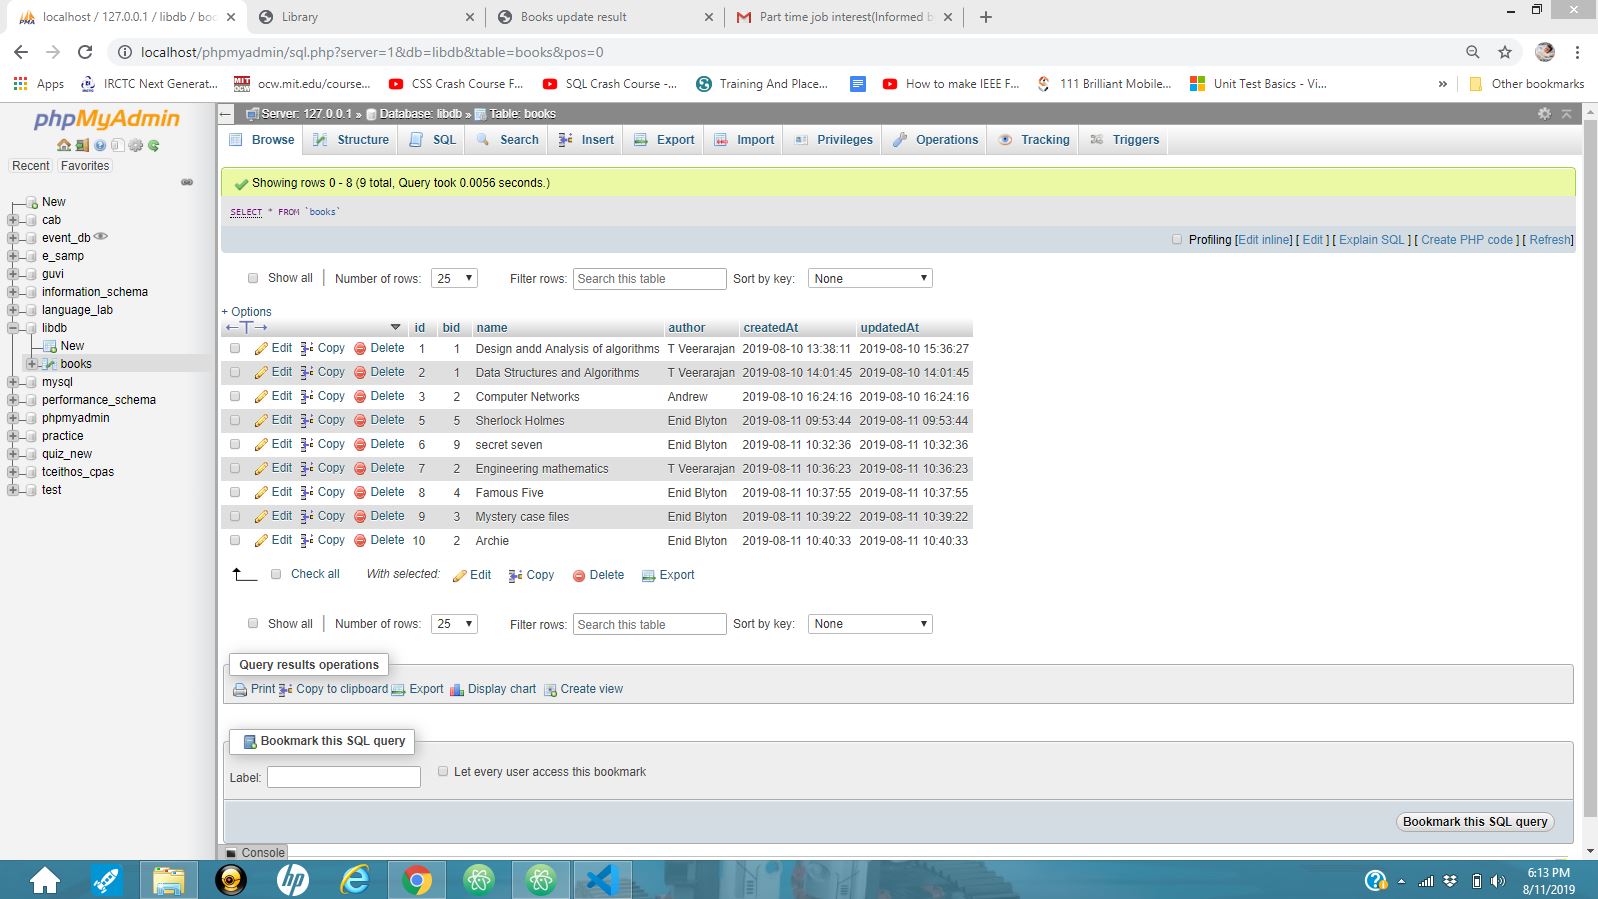 localhost / 127.0.0.1 / libdb / boo
Library
Books update result
Part time job interest(Informed b
localhost/phpmyadmin/sql.php?server=1&db=libdb&table=books&pos=0
Apps
IRCTC Next Generat...
ocw.mit.edu/course...
CSS Crash Course F...
SQL Crash Course -...
Training And Place...
How to make IEEE F...
111 Brilliant Mobile...
Unit Test Basics - Vi...
»
Other bookmarks
phpMyAdmin
Recent Favorites
New
cab
event_db
e_samp
guvi
information_schema
language_lab
libdb
New
books
mysql
performance_schema
phpmyadmin
practice
quiz_new
tceithos_cpas
test
Server: 127.0.0.1 » Database: libdb » Table: books
Browse Structure SQL Search Insert Export Import Privileges Operations Tracking Triggers
Showing rows 0 - 8 (9 total, Query took 0.0056 seconds.)
SELECT * FROM `books`
Profiling [Edit inline] [ Edit ] [ Explain SQL ] [ Create PHP code ] [ Refresh]
Show all | Number of rows: 25 Filter rows: Search this table Sort by key: None
+ Options
←T→ id bid name author createdAt updatedAt
Edit Copy Delete 1 1 Design andd Analysis of algorithms T Veerarajan 2019-08-10 13:38:11 2019-08-10 15:36:27
Edit Copy Delete 2 1 Data Structures and Algorithms T Veerarajan 2019-08-10 14:01:45 2019-08-10 14:01:45
Edit Copy Delete 3 2 Computer Networks Andrew 2019-08-10 16:24:16 2019-08-10 16:24:16
Edit Copy Delete 5 5 Sherlock Holmes Enid Blyton 2019-08-11 09:53:44 2019-08-11 09:53:44
Edit Copy Delete 6 9 secret seven Enid Blyton 2019-08-11 10:32:36 2019-08-11 10:32:36
Edit Copy Delete 7 2 Engineering mathematics T Veerarajan 2019-08-11 10:36:23 2019-08-11 10:36:23
Edit Copy Delete 8 4 Famous Five Enid Blyton 2019-08-11 10:37:55 2019-08-11 10:37:55
Edit Copy Delete 9 3 Mystery case files Enid Blyton 2019-08-11 10:39:22 2019-08-11 10:39:22
Edit Copy Delete 10 2 Archie Enid Blyton 2019-08-11 10:40:33 2019-08-11 10:40:33
Check all With selected: Edit Copy Delete Export
Show all | Number of rows: 25 Filter rows: Search this table Sort by key: None
Query results operations
Print Copy to clipboard Export Display chart Create view
Bookmark this SQL query
Label: Let every user access this bookmark
Bookmark this SQL query
Console
6:13 PM
8/11/2019